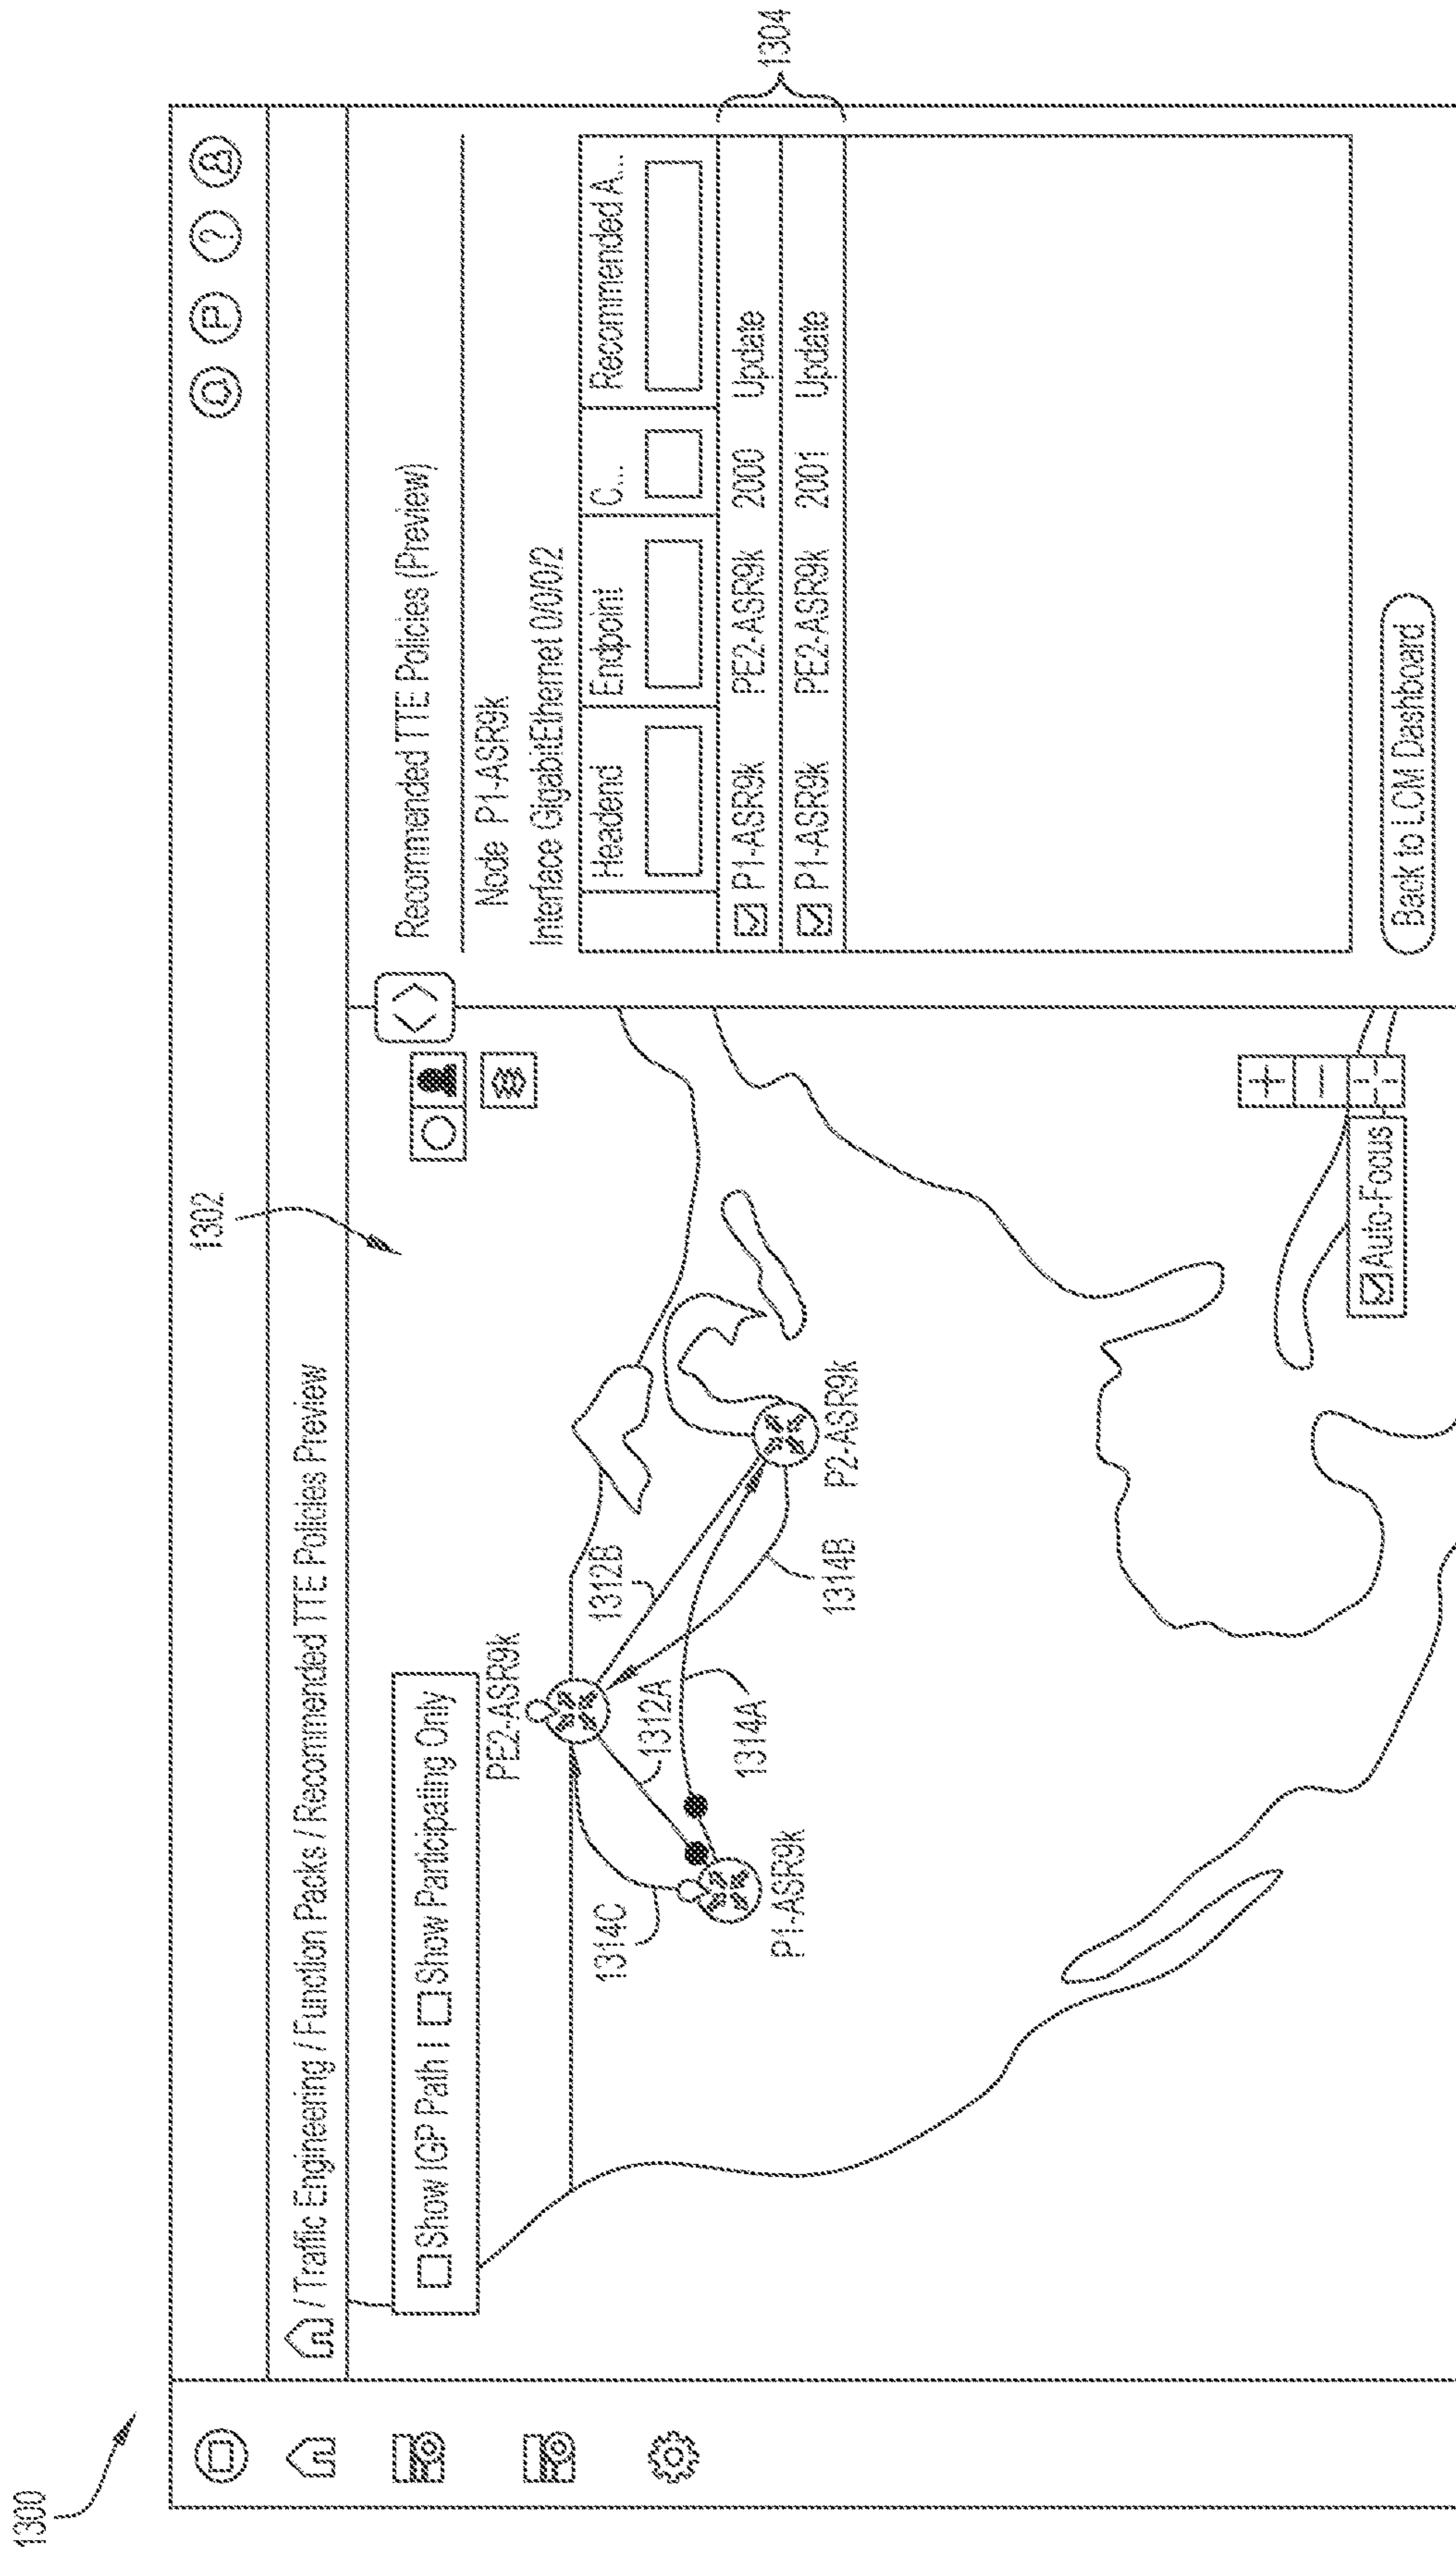 1300
/ Traffic Engineering / Function Packs / Recommended TTE Policies Preview
1302
Show IGP Path | Show Participating Only
PE2-ASR9k
1314C
1312A
1312B
1314A
1314B
P1-ASR9k
P2-ASR9k
Auto-Focus
+
−
?
Recommended TTE Policies (Preview)
Node P1-ASR9k
Interface GigabitEthernet 0/0/0/2
Headend Endpoint C... Recommended A...
P1-ASR9k PE2-ASR9k 2000 Update
P1-ASR9k PE2-ASR9k 2001 Update
1304
Back to LCM Dashboard